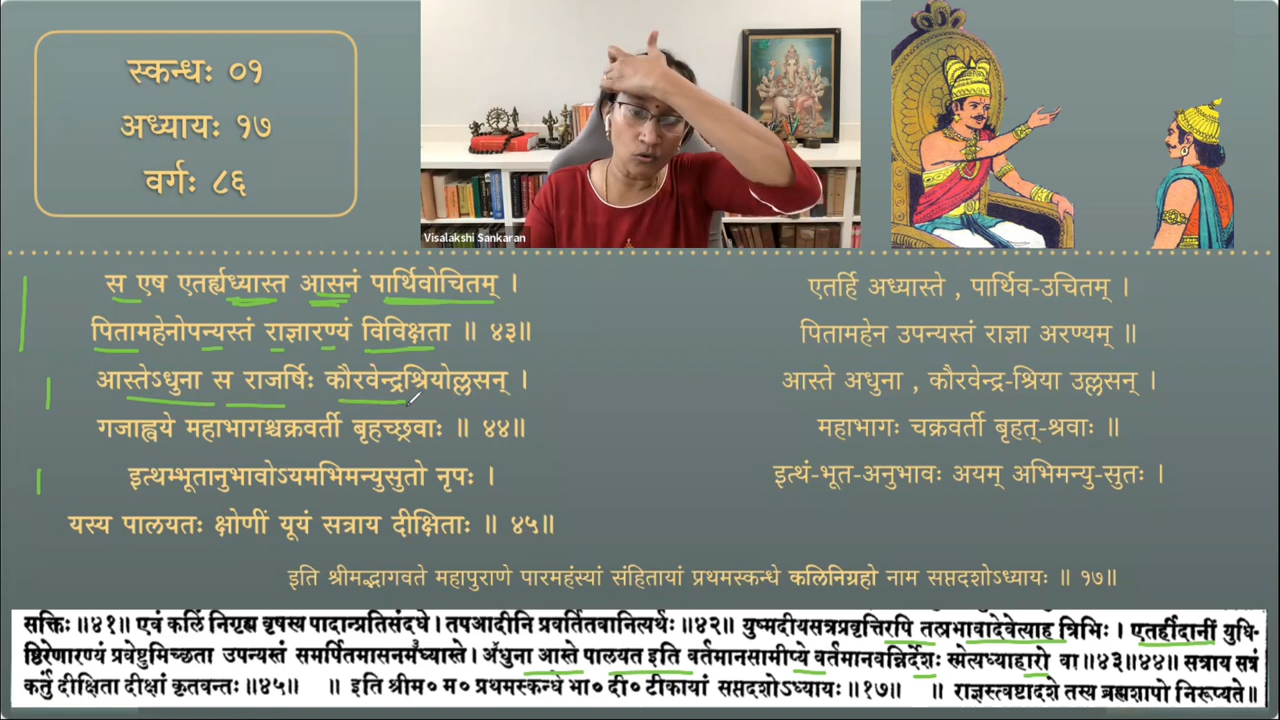 स्कन्धः ०१
अध्यायः १७
वर्गः ८६
Visalakshi Sankaran
स एष एतर्ह्यध्यास्त आसनं पार्थिवोचितम् ।
पितामहेनोपन्यस्तं राज्ञारण्यं विविक्षता ॥ ४३॥
आस्तेऽधुना स राजर्षिः कौरवेन्द्रश्रियोल्लसन् ।
गजाह्वये महाभागश्चक्रवर्ती बृहच्छ्रवाः ॥ ४४॥
इत्थम्भूतानुभावोऽयमभिमन्युसुतो नृपः ।
यस्य पालयतः क्षोणीं यूयं सत्राय दीक्षिताः ॥ ४५॥
एतर्हि अध्यास्ते , पार्थिव-उचितम् ।
पितामहेन उपन्यस्तं राज्ञा अरण्यम् ॥
आस्ते अधुना , कौरवेन्द्र-श्रिया उल्लसन् ।
महाभागः चक्रवर्ती बृहत्-श्रवाः ॥
इत्थं-भूत-अनुभावः अयम् अभिमन्यु-सुतः ।
इति श्रीमद्भागवते महापुराणे पारमहंस्यां संहितायां प्रथमस्कन्धे कलिनिग्रहो नाम सप्तदशोऽध्यायः ॥ १७॥
सक्तिः ॥४१॥ एवं कलिं निगृह्य वृषस्य पादान्प्रतिसंदधे । तपआदीनि प्रवर्तितवानित्यर्थः ॥४२॥ युष्मदीयसत्रप्रवृत्तिरपि तत्प्रभावादेवेत्याह त्रिभिः । एतर्हीदानीं युधि-
ष्ठिरेणारण्यं प्रवेष्टुमिच्छता उपन्यस्तं समर्पितमासनमध्यास्ते । अधुना आस्ते पालयत इति वर्तमानसामीप्ये वर्तमानवन्निर्देशः स्मेत्यध्याहारो वा ॥४३॥४४॥ सत्राय सत्रं
कर्तुं दीक्षिता दीक्षां कृतवन्तः ॥४५॥ ॥ इति श्रीम० म० प्रथमस्कन्धे भा० दी० टीकायां सप्तदशोऽध्यायः ॥१७॥ ॥ राज्ञस्त्वष्टादशे तस्य ब्रह्मशापो निरूप्यते ॥